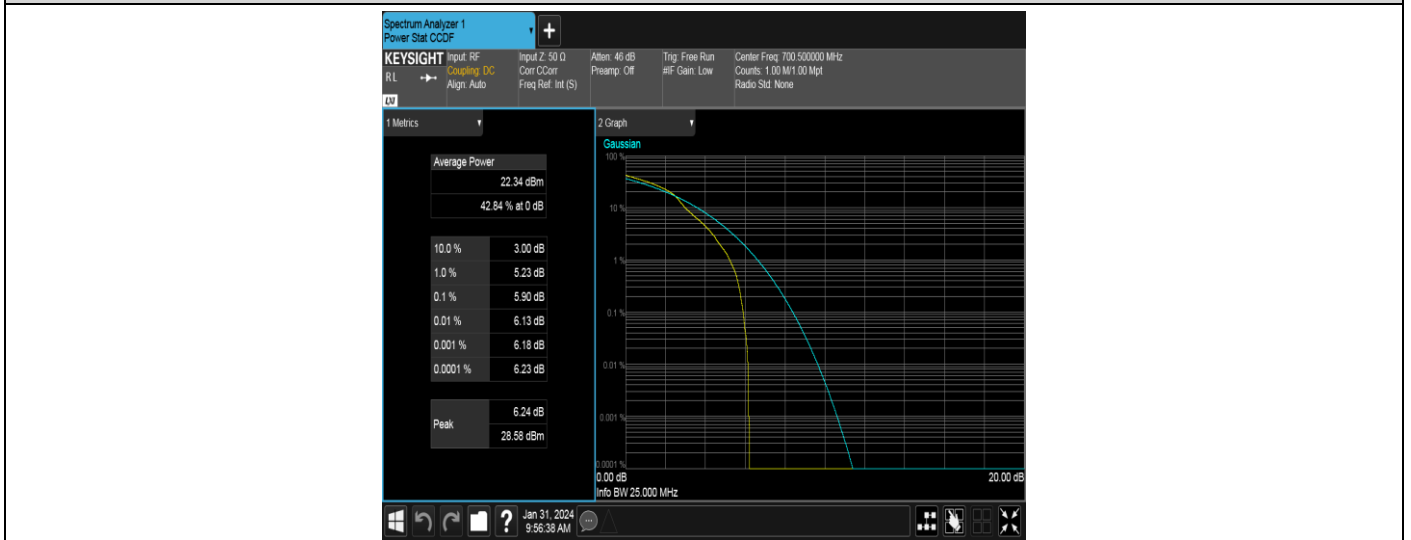 Spectrum Analyzer 1
Power Stat CCDF
KEYSIGHT
RL
LXI
Input: RF
Coupling: DC
Align: Auto
Input Z: 50 Ω
Corr CCorr
Freq Ref: Int (S)
Atten: 46 dB
Preamp: Off
Trig: Free Run
#IF Gain: Low
Center Freq: 700.500000 MHz
Counts: 1.00 M/1.00 Mpt
Radio Std: None
1 Metrics
Average Power
22.34 dBm
42.84 % at 0 dB
10.0 % 3.00 dB
1.0 % 5.23 dB
0.1 % 5.90 dB
0.01 % 6.13 dB
0.001 % 6.18 dB
0.0001 % 6.23 dB
Peak
6.24 dB
28.58 dBm
2 Graph
Gaussian
100 %
10 %
1 %
0.1 %
0.01 %
0.001 %
0.0001 %
0.00 dB 20.00 dB
Info BW 25.000 MHz
?
Jan 31, 2024
9:56:38 AM